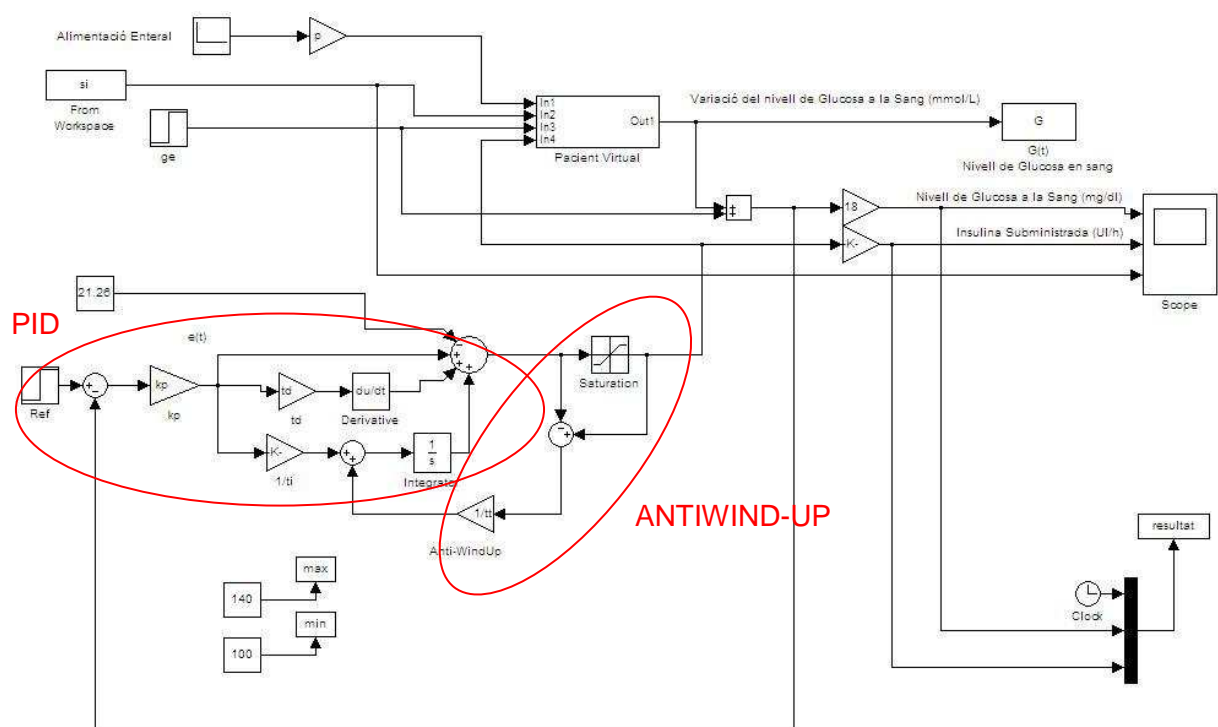 Alimentació Enteral
p
si
From
Workspace
ge
In1
In2
In3
In4
Out1
Pacient Virtual
Variació del nivell de Glucosa a la Sang (mmol/L)
G
G(t)
Nivell de Glucosa en sang
Nivell de Glucosa a la Sang (mg/dl)
18
Insulina Subministrada (UI/h)
-K-
Scope
21.26
PID
e(t)
Ref
kp
kp
td
td
du/dt
Derivative
-K-
1/ti
1
s
Integrator
Saturation
1/tt
Anti-WindUp
ANTIWIND-UP
max
140
min
100
resultat
Clock